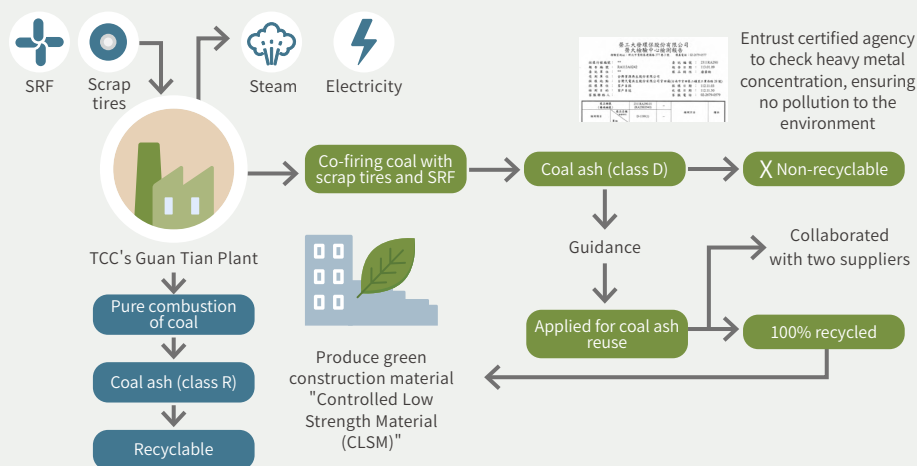 SRF
Scrap
tires
Steam
Electricity
Entrust certified agency
to check heavy metal
concentration, ensuring
no pollution to the
environment
Co-firing coal with
scrap tires and SRF
Coal ash (class D)
X Non-recyclable
TCC's Guan Tian Plant
Guidance
Collaborated
with two suppliers
Pure combustion
of coal
Applied for coal ash
reuse
100% recycled
Coal ash (class R)
Produce green
construction material
"Controlled Low
Strength Material
(CLSM)"
Recyclable